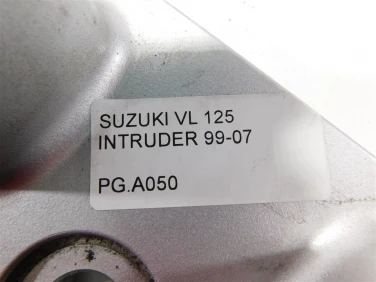 SUZUKI VL 125
INTRUDER 99-07
PG.A050